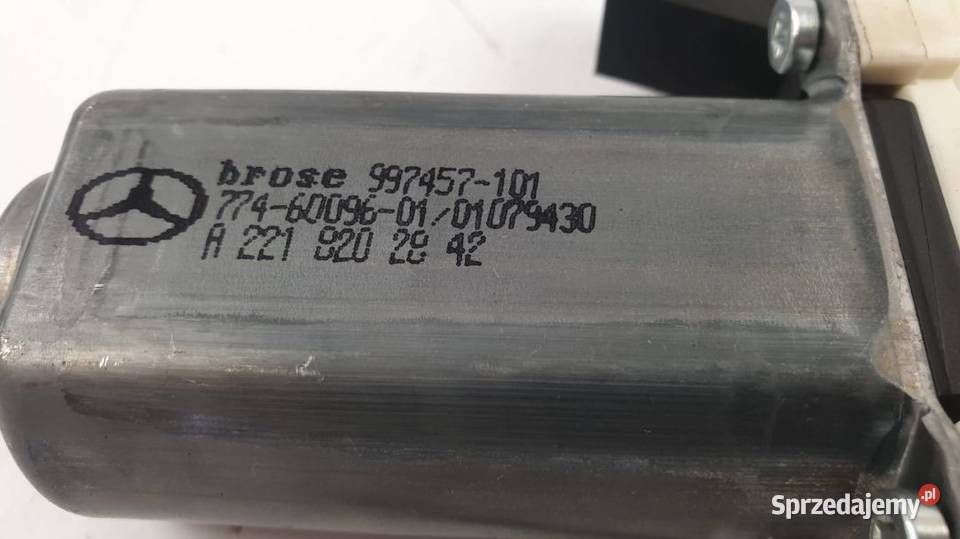 brose 997457-101
774-60096-01/01079430
A 221 820 28 42
Sprzedajemy.pl